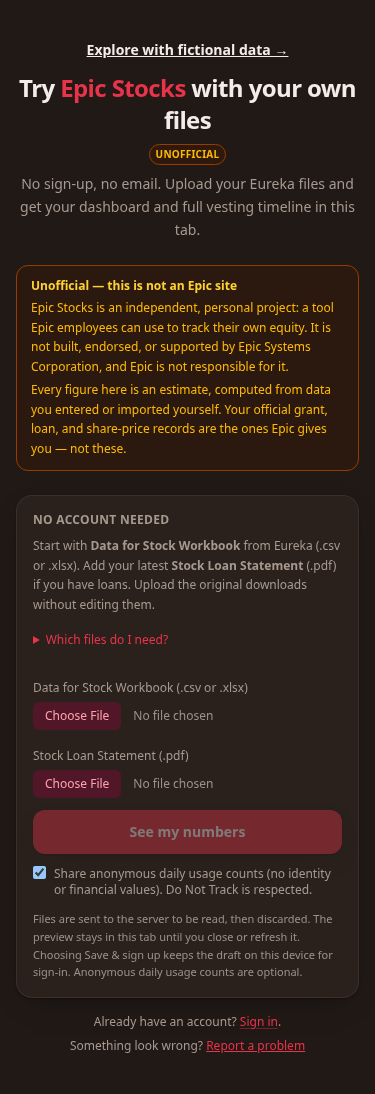 Explore with fictional data →
Try Epic Stocks with your own
files
UNOFFICIAL
No sign-up, no email. Upload your Eureka files and
get your dashboard and full vesting timeline in this
tab.
Unofficial — this is not an Epic site
Epic Stocks is an independent, personal project: a tool
Epic employees can use to track their own equity. It is
not built, endorsed, or supported by Epic Systems
Corporation, and Epic is not responsible for it.
Every figure here is an estimate, computed from data
you entered or imported yourself. Your official grant,
loan, and share-price records are the ones Epic gives
you — not these.
NO ACCOUNT NEEDED
Start with Data for Stock Workbook from Eureka (.csv
or .xlsx). Add your latest Stock Loan Statement (.pdf)
if you have loans. Upload the original downloads
without editing them.
▶ Which files do I need?
Data for Stock Workbook (.csv or .xlsx)
Choose File No file chosen
Stock Loan Statement (.pdf)
Choose File No file chosen
See my numbers
Share anonymous daily usage counts (no identity
or financial values). Do Not Track is respected.
Files are sent to the server to be read, then discarded. The
preview stays in this tab until you close or refresh it.
Choosing Save & sign up keeps the draft on this device for
sign-in. Anonymous daily usage counts are optional.
Already have an account? Sign in.
Something look wrong? Report a problem